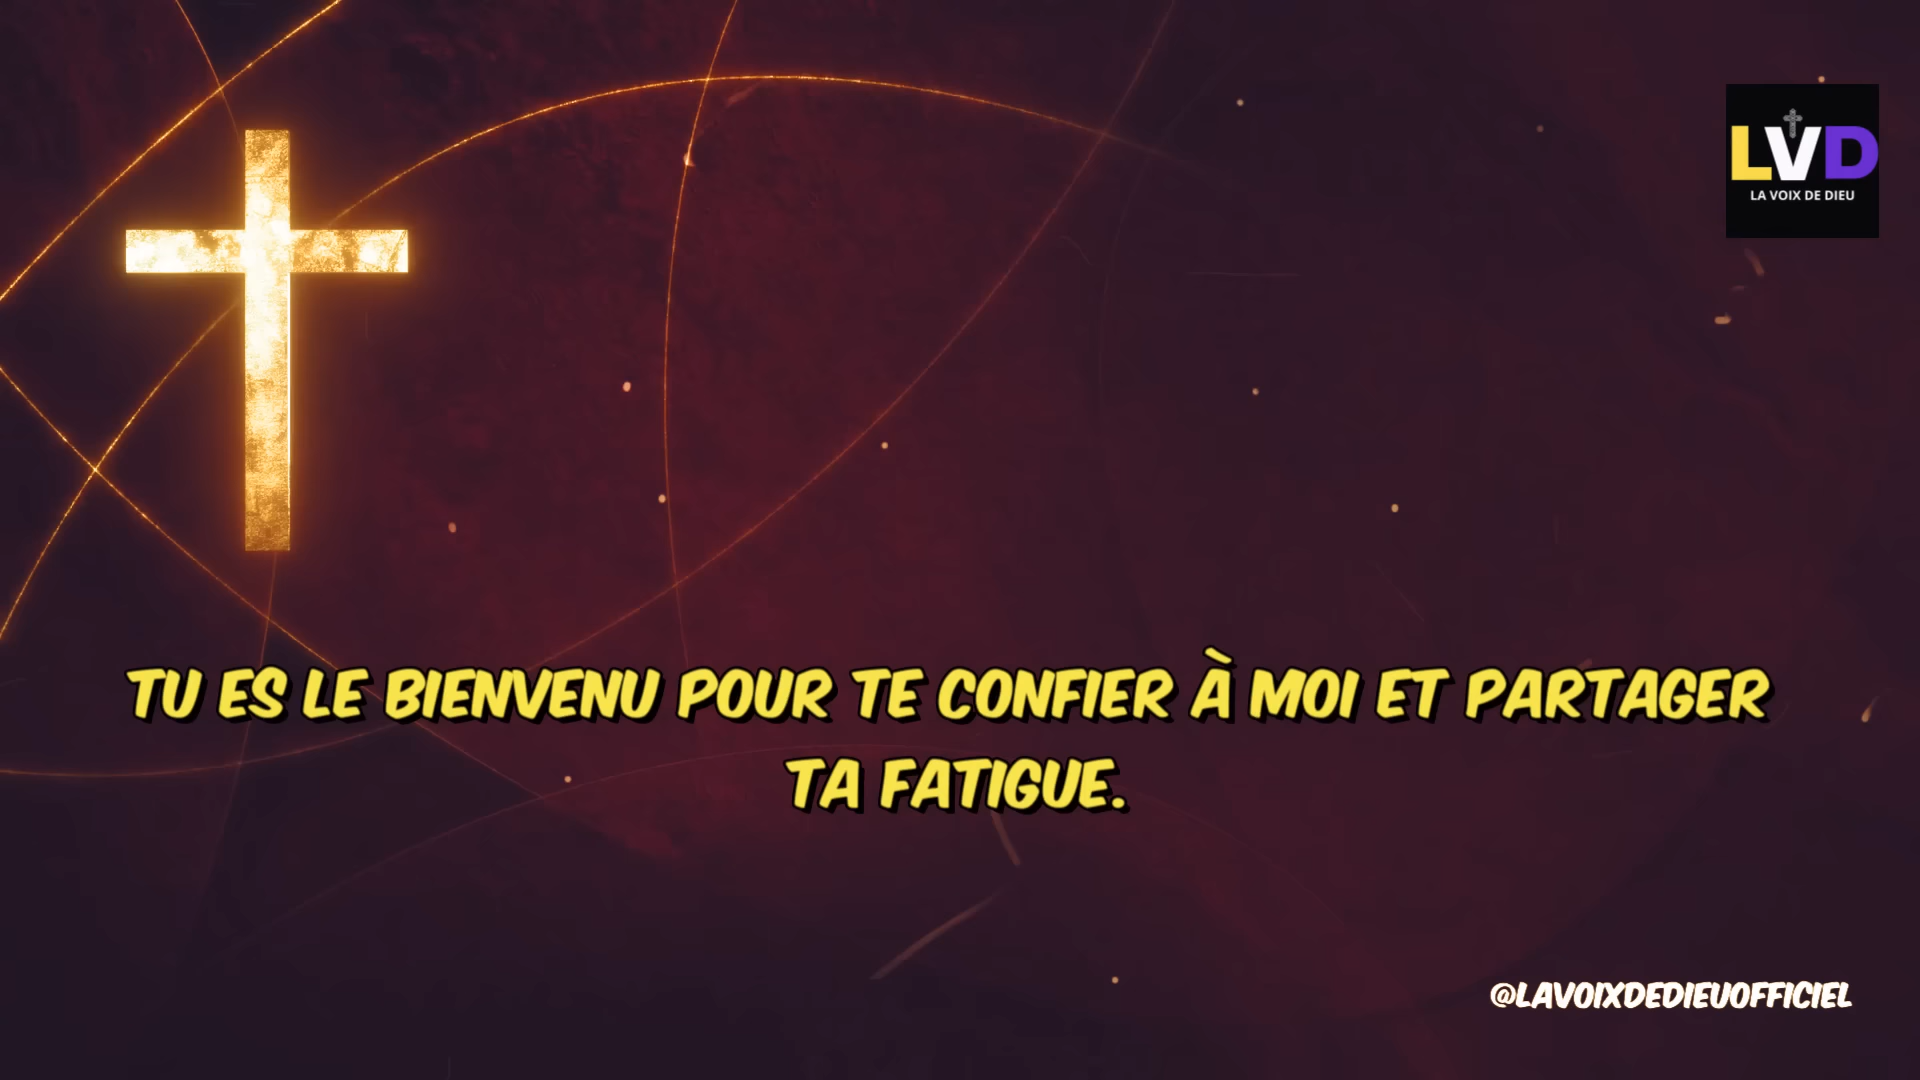 LVD
LA VOIX DE DIEU
TU ES LE BIENVENU POUR TE CONFIER À MOI ET PARTAGER
TA FATIGUE.
@LAVOIXDEDIEUOFFICIEL